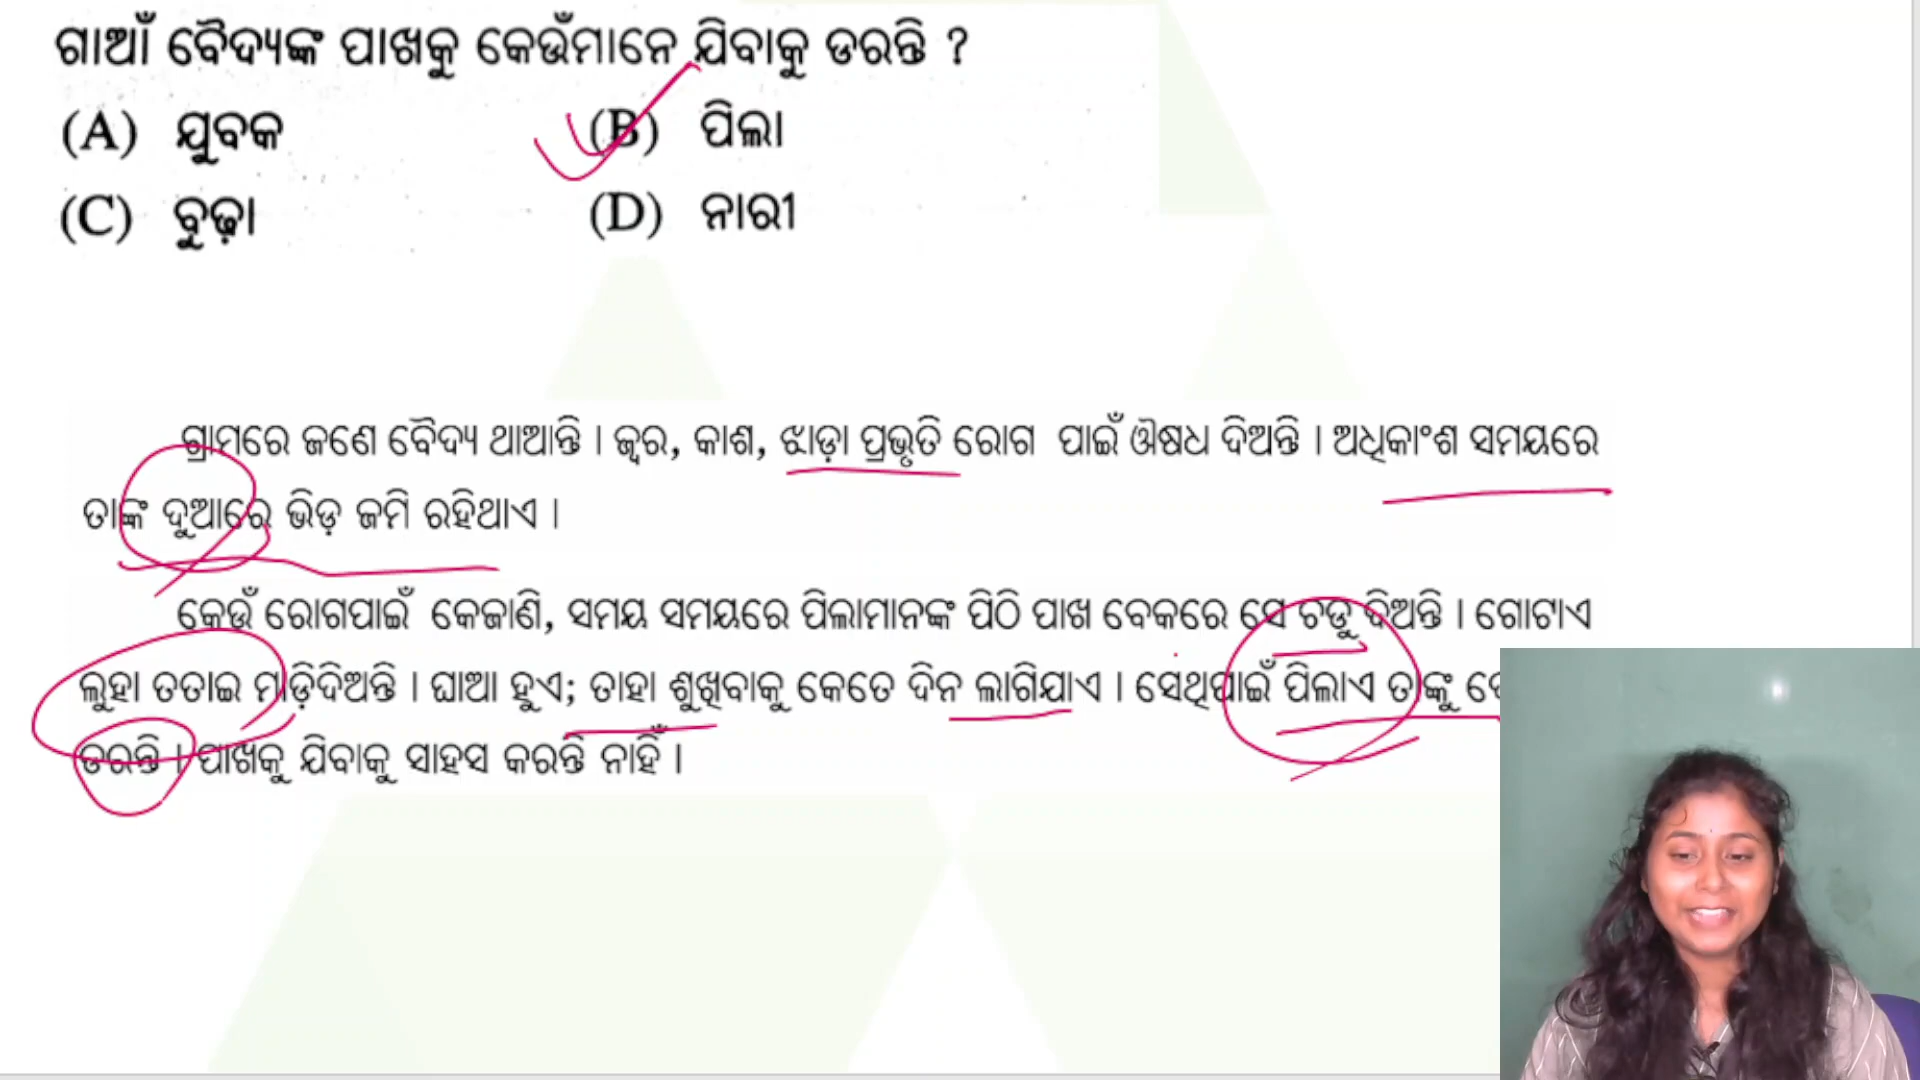 ଗାଆଁ ବୈଦ୍ୟଙ୍କ ପାଖକୁ କେଉଁମାନେ ଯିବାକୁ ଡରନ୍ତି ?
(A) ଯୁବକ (B) ପିଲା
(C) ବୁଢ଼ା (D) ନାରୀ
ଗ୍ରାମରେ ଜଣେ ବୈଦ୍ୟ ଥାଆନ୍ତି । ଜ୍ୱର, କାଶ, ଝାଡ଼ା ପ୍ରଭୃତି ରୋଗ ପାଇଁ ଔଷଧ ଦିଅନ୍ତି । ଅଧିକାଂଶ ସମୟରେ
ତାଙ୍କ ଦୁଆରେ ଭିଡ଼ ଜମି ରହିଥାଏ ।
କେଉଁ ରୋଗପାଇଁ କେଜାଣି, ସମୟ ସମୟରେ ପିଲାମାନଙ୍କ ପିଠି ପାଖ ବେକରେ ସେ ଚଡୁ ଦିଅନ୍ତି । ଗୋଟାଏ
ଲୁହା ତତାଇ ମାଡ଼ିଦିଅନ୍ତି । ଘାଆ ହୁଏ; ତାହା ଶୁଖିବାକୁ କେତେ ଦିନ ଲାଗିଯାଏ । ସେଥିପାଇଁ ପିଲାଏ ତାଙ୍କୁ
ଡରନ୍ତି । ପାଖକୁ ଯିବାକୁ ସାହସ କରନ୍ତି ନାହିଁ ।